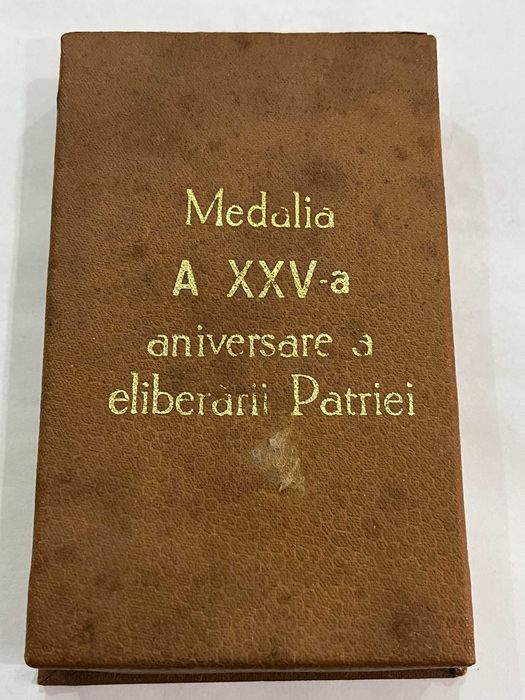 Medalia
A XXV-a
aniversare a
eliberării Patriei